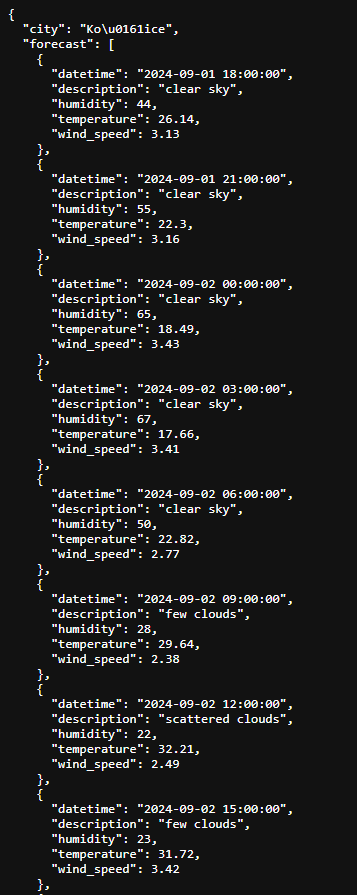 {
"city": "Ko\u0161ice",
"forecast": [
{
"datetime": "2024-09-01 18:00:00",
"description": "clear sky",
"humidity": 44,
"temperature": 26.14,
"wind_speed": 3.13
},
{
"datetime": "2024-09-01 21:00:00",
"description": "clear sky",
"humidity": 55,
"temperature": 22.3,
"wind_speed": 3.16
},
{
"datetime": "2024-09-02 00:00:00",
"description": "clear sky",
"humidity": 65,
"temperature": 18.49,
"wind_speed": 3.43
},
{
"datetime": "2024-09-02 03:00:00",
"description": "clear sky",
"humidity": 67,
"temperature": 17.66,
"wind_speed": 3.41
},
{
"datetime": "2024-09-02 06:00:00",
"description": "clear sky",
"humidity": 50,
"temperature": 22.82,
"wind_speed": 2.77
},
{
"datetime": "2024-09-02 09:00:00",
"description": "few clouds",
"humidity": 28,
"temperature": 29.64,
"wind_speed": 2.38
},
{
"datetime": "2024-09-02 12:00:00",
"description": "scattered clouds",
"humidity": 22,
"temperature": 32.21,
"wind_speed": 2.49
},
{
"datetime": "2024-09-02 15:00:00",
"description": "few clouds",
"humidity": 23,
"temperature": 31.72,
"wind_speed": 3.42
},